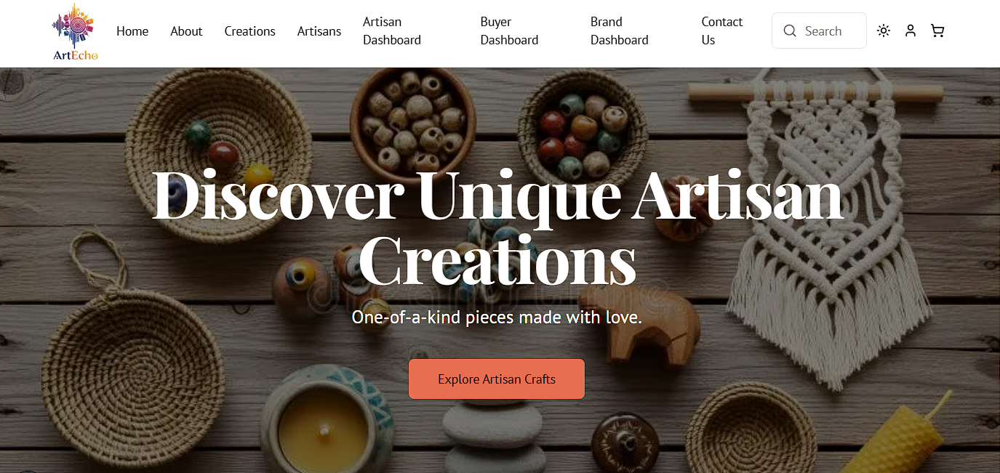 ArtEcho
Home
About
Creations
Artisans
Artisan
Dashboard
Buyer
Dashboard
Brand
Dashboard
Contact
Us
Search
Discover Unique Artisan
Creations
One-of-a-kind pieces made with love.
Explore Artisan Crafts